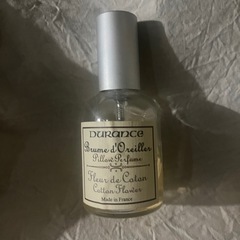 DURANCE
Brume d'Oreiller
Pillow Perfume
Fleur de Coton
Cotton Flower
Made in France